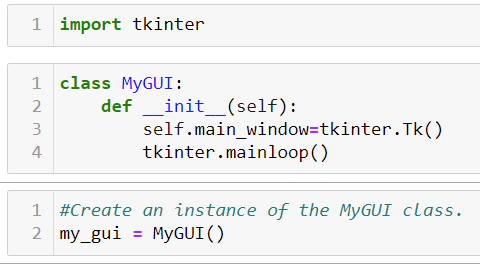 1 import tkinter
1 class MyGUI:
2     def __init__(self):
3         self.main_window=tkinter.Tk()
4         tkinter.mainloop()
1 #Create an instance of the MyGUI class.
2 my_gui = MyGUI()